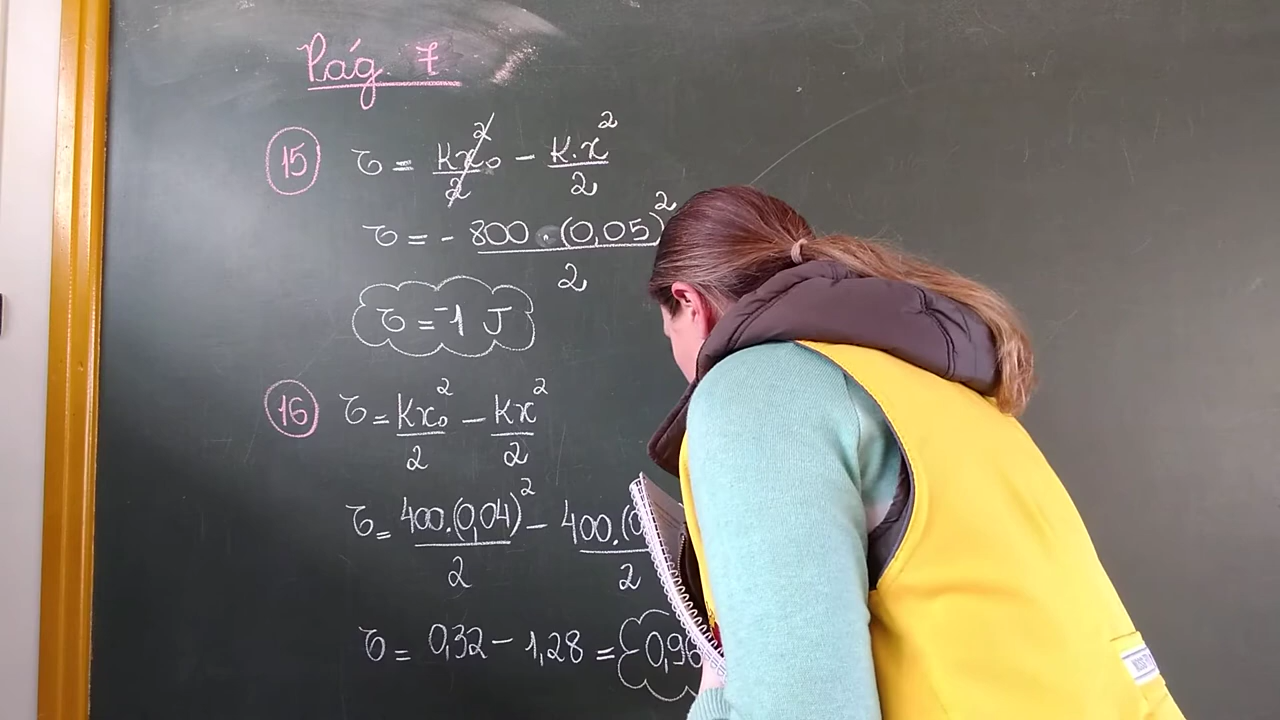 Pág. 7
15 τ = Kx₀²/2 - K.x²/2
τ = - 800 . (0,05)²/2
τ = -1 J
16 τ = Kx₀²/2 - Kx²/2
τ = 400.(0,04)²/2 - 400.(0/2
τ = 0,32 - 1,28 = -0,96